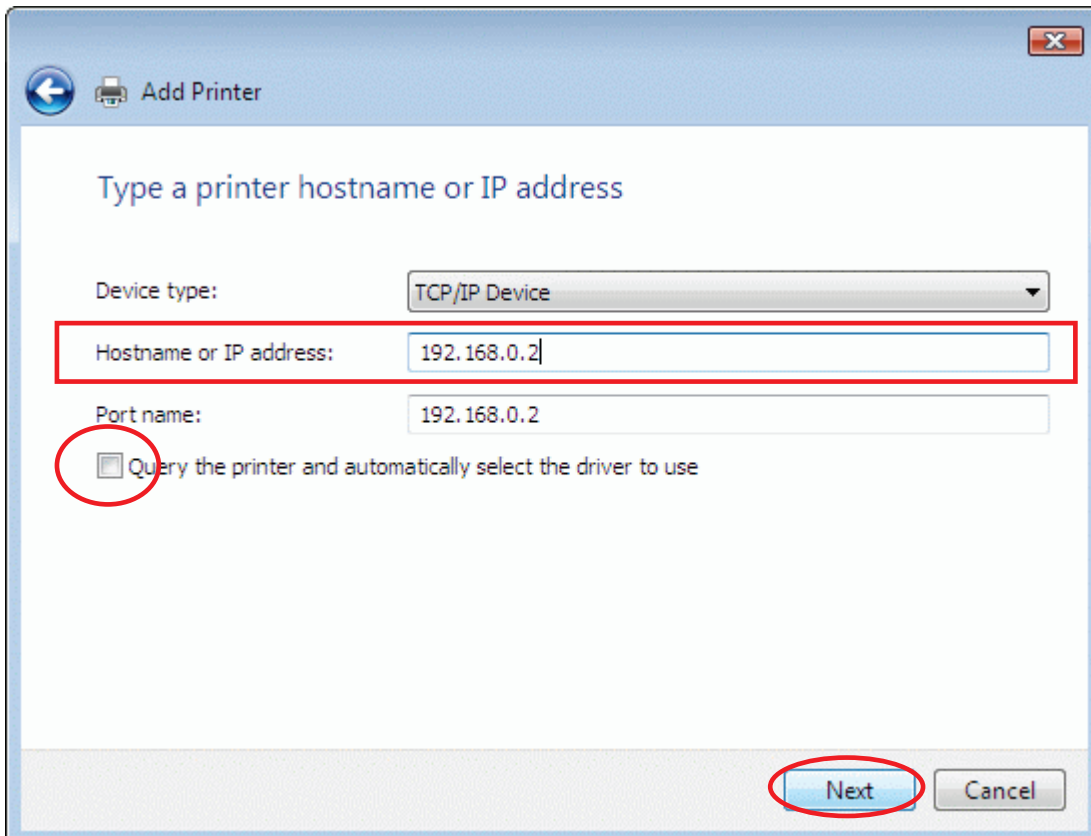 Add Printer
Type a printer hostname or IP address
Device type: TCP/IP Device
Hostname or IP address: 192.168.0.2
Port name: 192.168.0.2
Query the printer and automatically select the driver to use
Next Cancel